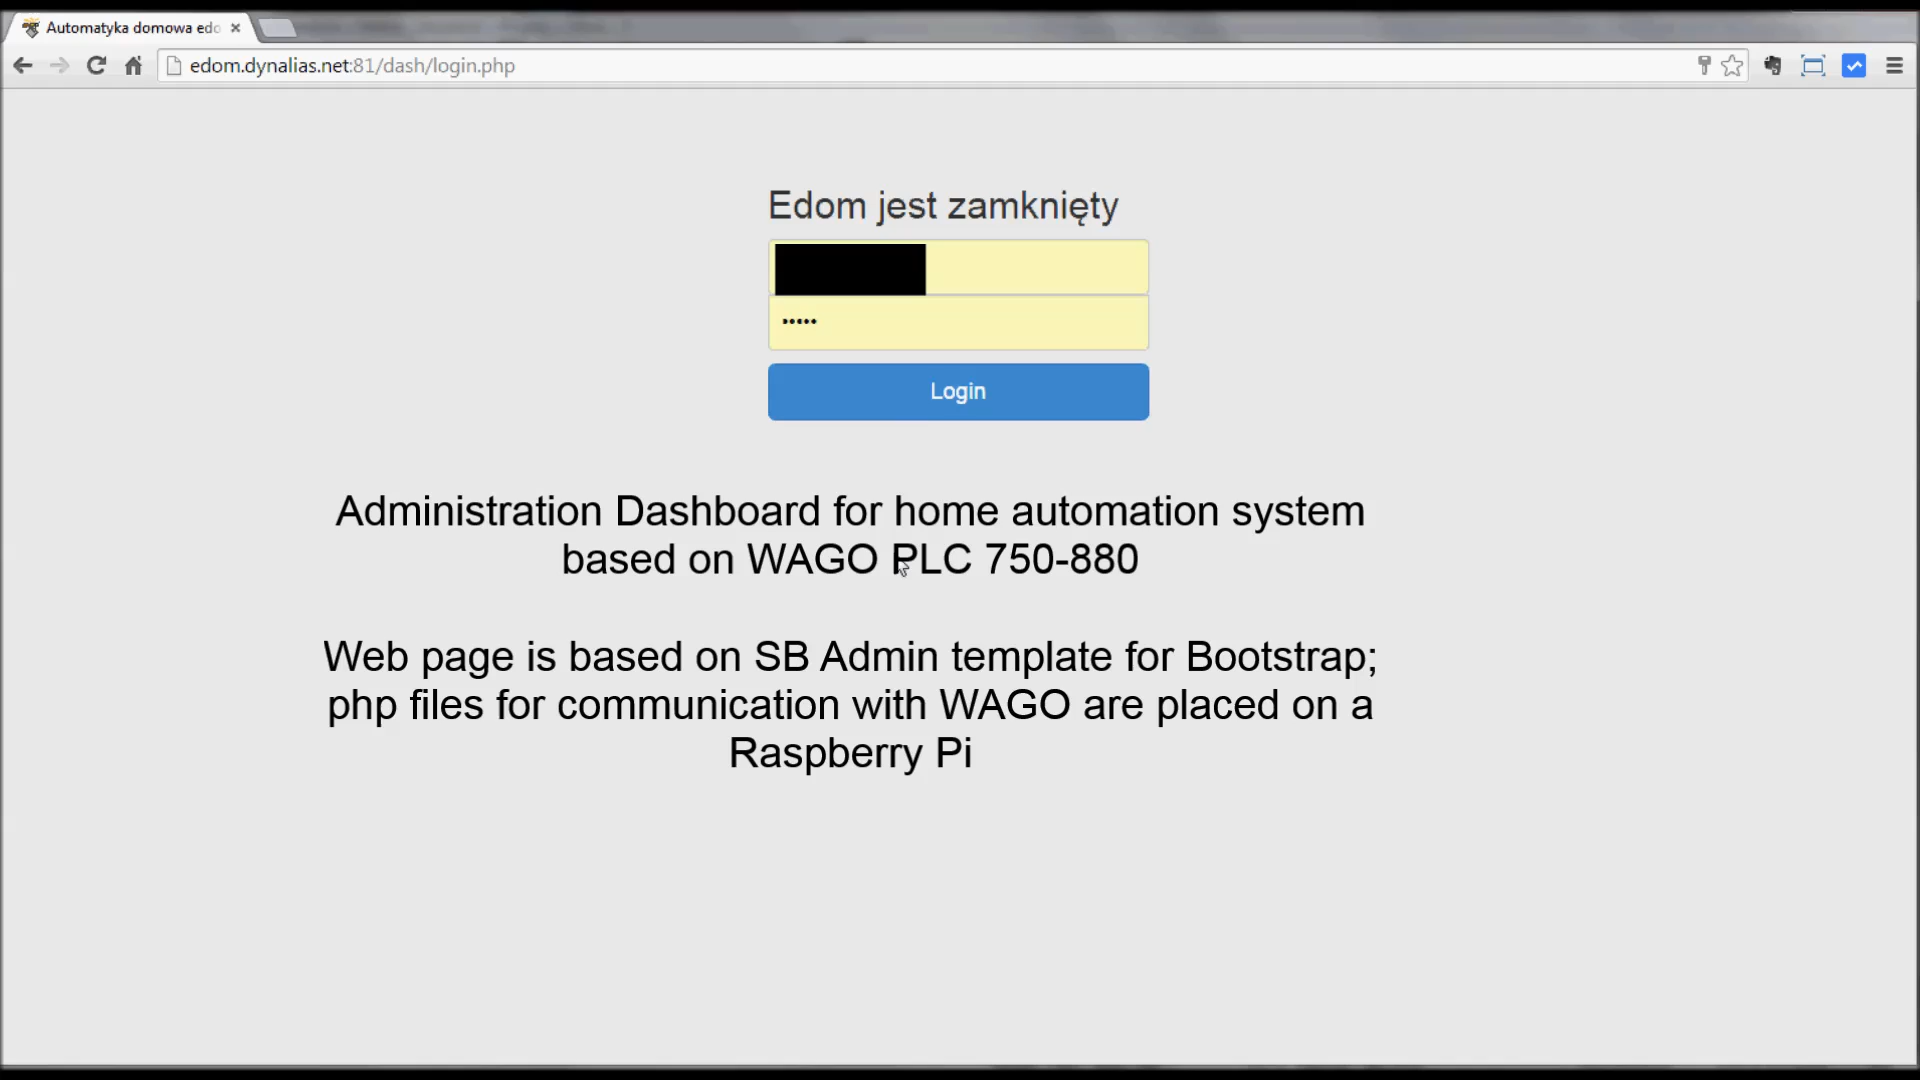 Automatyka domowa edo
edom.dynalias.net:81/dash/login.php
Edom jest zamknięty
•••••
Login
Administration Dashboard for home automation system
based on WAGO PLC 750-880
Web page is based on SB Admin template for Bootstrap;
php files for communication with WAGO are placed on a
Raspberry Pi